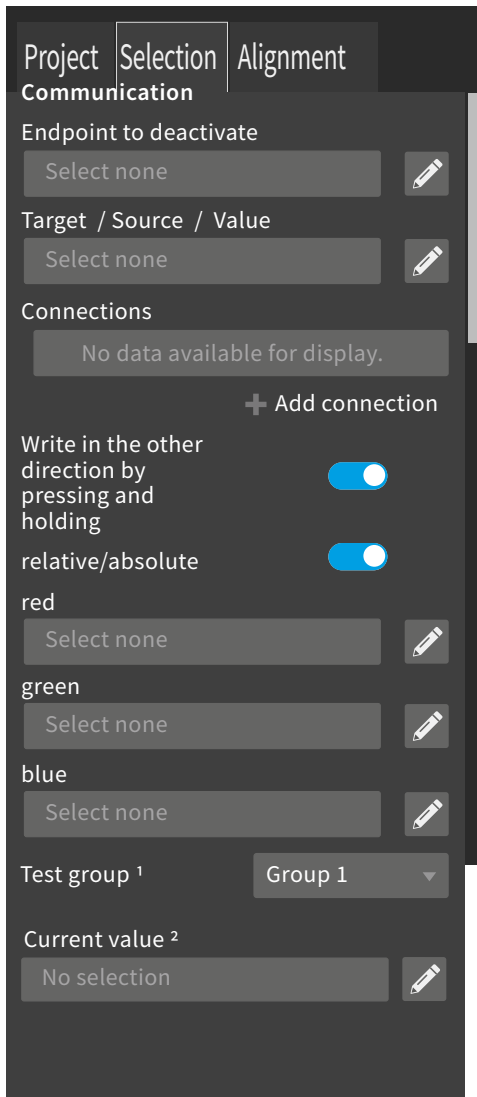 Project Selection Alignment
Communication
Endpoint to deactivate
Select none
Target / Source / Value
Select none
Connections
No data available for display.
Add connection
Write in the other
direction by
pressing and
holding
relative/absolute
red
Select none
green
Select none
blue
Select none
Test group ¹ Group 1
Current value ²
No selection